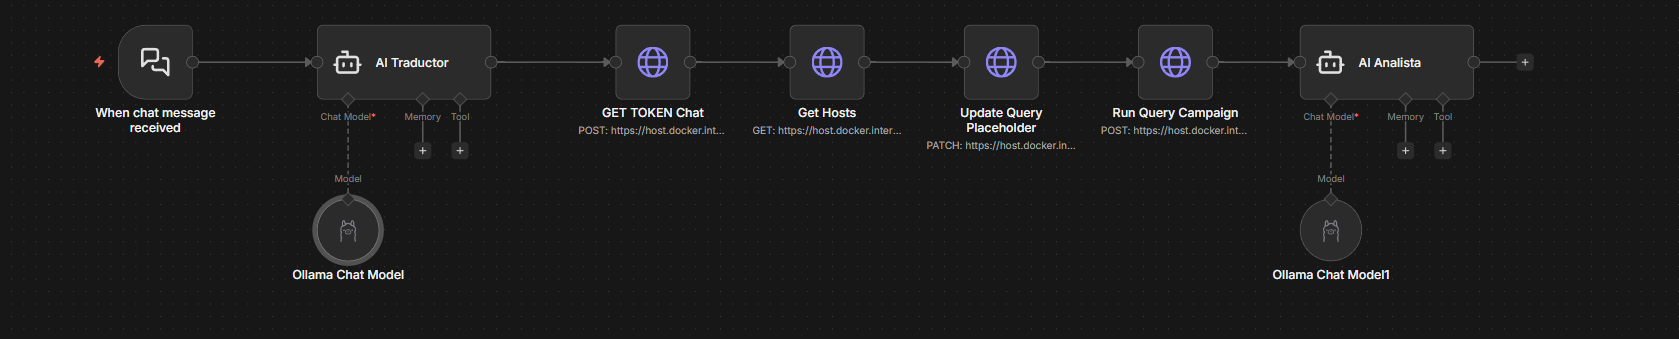 AI Traductor
AI Analista
When chat message
received
Chat Model*
Memory
Tool
GET TOKEN Chat
POST: https://host.docker.int...
Get Hosts
GET: https://host.docker.inter...
Update Query
Placeholder
PATCH: https://host.docker.in...
Run Query Campaign
POST: https://host.docker.int...
Chat Model*
Memory
Tool
Model
Model
Ollama Chat Model
Ollama Chat Model1